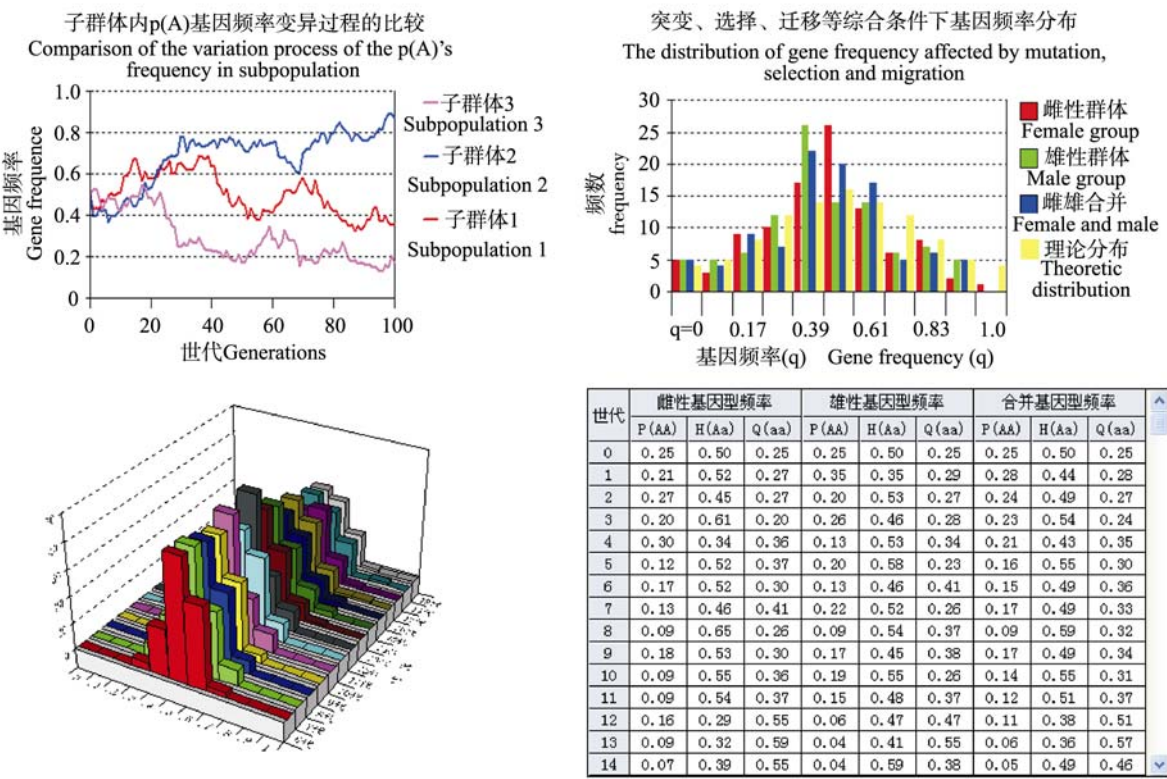 子群体内p(A)基因频率变异过程的比较
Comparison of the variation process of the p(A)'s
frequency in subpopulation
1.0
0.8
0.6
0.4
0.2
0
基因频率
Gene frequence
0 20 40 60 80 100
世代Generations
子群体3
Subpopulation 3
子群体2
Subpopulation 2
子群体1
Subpopulation 1
突变、选择、迁移等综合条件下基因频率分布
The distribution of gene frequency affected by mutation,
selection and migration
30
25
20
15
10
5
0
频数
frequency
q=0 0.17 0.39 0.61 0.83 1.0
基因频率(q) Gene frequency (q)
雌性群体
Female group
雄性群体
Male group
雌雄合并
Female and male
理论分布
Theoretic
distribution
世代 雌性基因型频率 雄性基因型频率 合并基因型频率
P(AA) H(Aa) Q(aa) P(AA) H(Aa) Q(aa) P(AA) H(Aa) Q(aa)
0 0.25 0.50 0.25 0.25 0.50 0.25 0.25 0.50 0.25
1 0.21 0.52 0.27 0.35 0.35 0.29 0.28 0.44 0.28
2 0.27 0.45 0.27 0.20 0.53 0.27 0.24 0.49 0.27
3 0.20 0.61 0.20 0.26 0.46 0.28 0.23 0.54 0.24
4 0.30 0.34 0.36 0.13 0.53 0.34 0.21 0.43 0.35
5 0.12 0.52 0.37 0.20 0.58 0.23 0.16 0.55 0.30
6 0.17 0.52 0.30 0.13 0.46 0.41 0.15 0.49 0.36
7 0.13 0.46 0.41 0.22 0.52 0.26 0.17 0.49 0.33
8 0.09 0.65 0.26 0.09 0.54 0.37 0.09 0.59 0.32
9 0.18 0.53 0.30 0.17 0.45 0.38 0.17 0.49 0.34
10 0.09 0.55 0.36 0.19 0.55 0.26 0.14 0.55 0.31
11 0.09 0.54 0.37 0.15 0.48 0.37 0.12 0.51 0.37
12 0.16 0.29 0.55 0.06 0.47 0.47 0.11 0.38 0.51
13 0.09 0.32 0.59 0.04 0.41 0.55 0.06 0.36 0.57
14 0.07 0.39 0.55 0.04 0.59 0.38 0.05 0.49 0.46